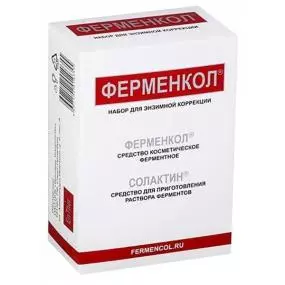 ФЕРМЕНКОЛ®
НАБОР ДЛЯ ЭНЗИМНОЙ КОРРЕКЦИИ
ФЕРМЕНКОЛ®
СРЕДСТВО КОСМЕТИЧЕСКОЕ
ФЕРМЕНТНОЕ
СОЛАКТИН®
СРЕДСТВО ДЛЯ ПРИГОТОВЛЕНИЯ
РАСТВОРА ФЕРМЕНТОВ
FERMENCOL.RU